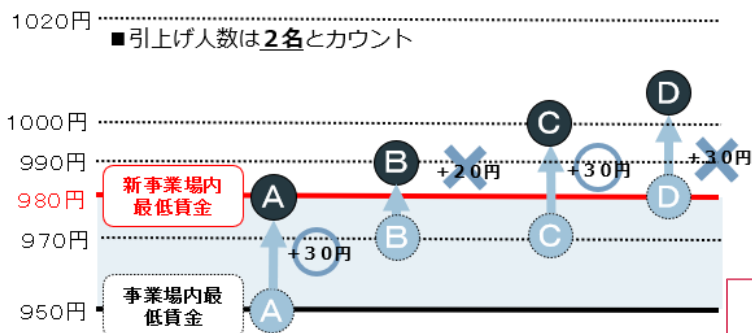 1020円
■引上げ人数は２名とカウント
D
1000円
C
990円
B
+20円
+30円
+30円
新事業場内
最低賃金
980円
A
D
970円
B
C
+30円
事業場内最
低賃金
950円
A